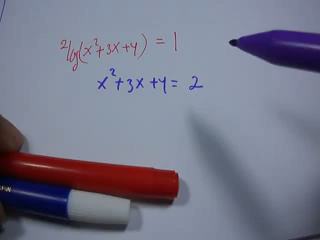 ²log(x²+3x+4) = 1
x²+3x+4 = 2